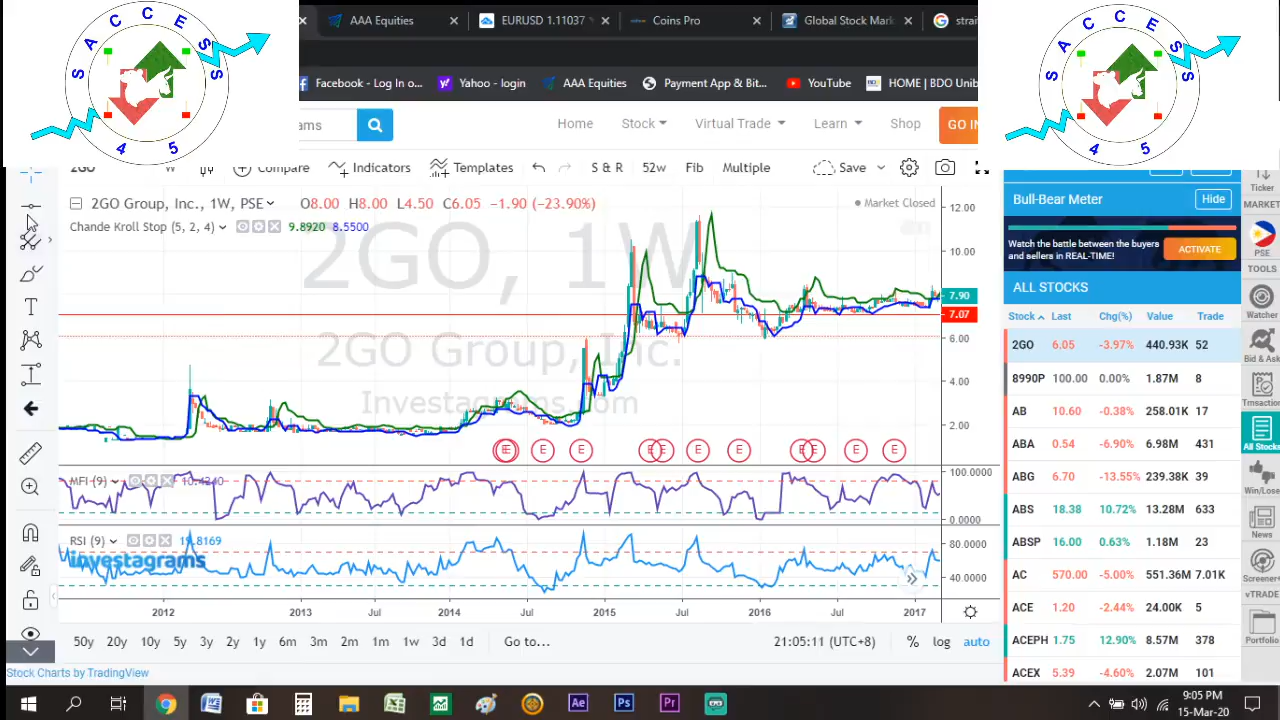 SACCESS 45
AAA Equities
EURUSD 1.11037
Coins Pro
Global Stock Mark
strait
SACCESS 45
Facebook - Log In o...
Yahoo - login
AAA Equities
Payment App & Bit...
YouTube
HOME | BDO Unib
ams
Home
Stock
Virtual Trade
Learn
Shop
GO IN
2GO
W
Compare
Indicators
Templates
S & R
52w
Fib
Multiple
Save
2GO Group, Inc., 1W, PSE
O8.00 H8.00 L4.50 C6.05 -1.90 (-23.90%)
Market Closed
Chande Kroll Stop (5, 2, 4)
9.8920 8.5500
2GO, 1W
2GO Group, Inc.
Investagrams.com
12.00
10.00
7.90
7.07
6.00
4.00
2.00
E E E E E E E E E E E E
MFI (9)
10.4240
100.0000
0.0000
RSI (9)
19.8169
investagrams
80.0000
40.0000
2012 2013 Jul 2014 Jul 2015 Jul 2016 Jul 2017
50y 20y 10y 5y 3y 2y 1y 6m 3m 2m 1m 1w 3d 1d Go to...
21:05:11 (UTC+8) % log auto
Stock Charts by TradingView
Bull-Bear Meter
Hide
Watch the battle between the buyers
and sellers in REAL-TIME!
ACTIVATE
ALL STOCKS
Stock Last Chg(%) Value Trade
2GO 6.05 -3.97% 440.93K 52
8990P 100.00 0.00% 1.87M 8
AB 10.60 -0.38% 258.01K 17
ABA 0.54 -6.90% 6.98M 431
ABG 6.70 -13.55% 239.38K 39
ABS 18.38 10.72% 13.28M 633
ABSP 16.00 0.63% 1.18M 23
AC 570.00 -5.00% 551.36M 7.01K
ACE 1.20 -2.44% 24.00K 5
ACEPH 1.75 12.90% 8.57M 378
ACEX 5.39 -4.60% 2.07M 101
Ticker
MARKET
PSE
TOOLS
Watcher
Bid & Ask
Trnsaction
All Stocks
Win/Lose
News
Screener+
vTRADE
Portfolio
Ae
Ps
Pr
9:05 PM
15-Mar-20